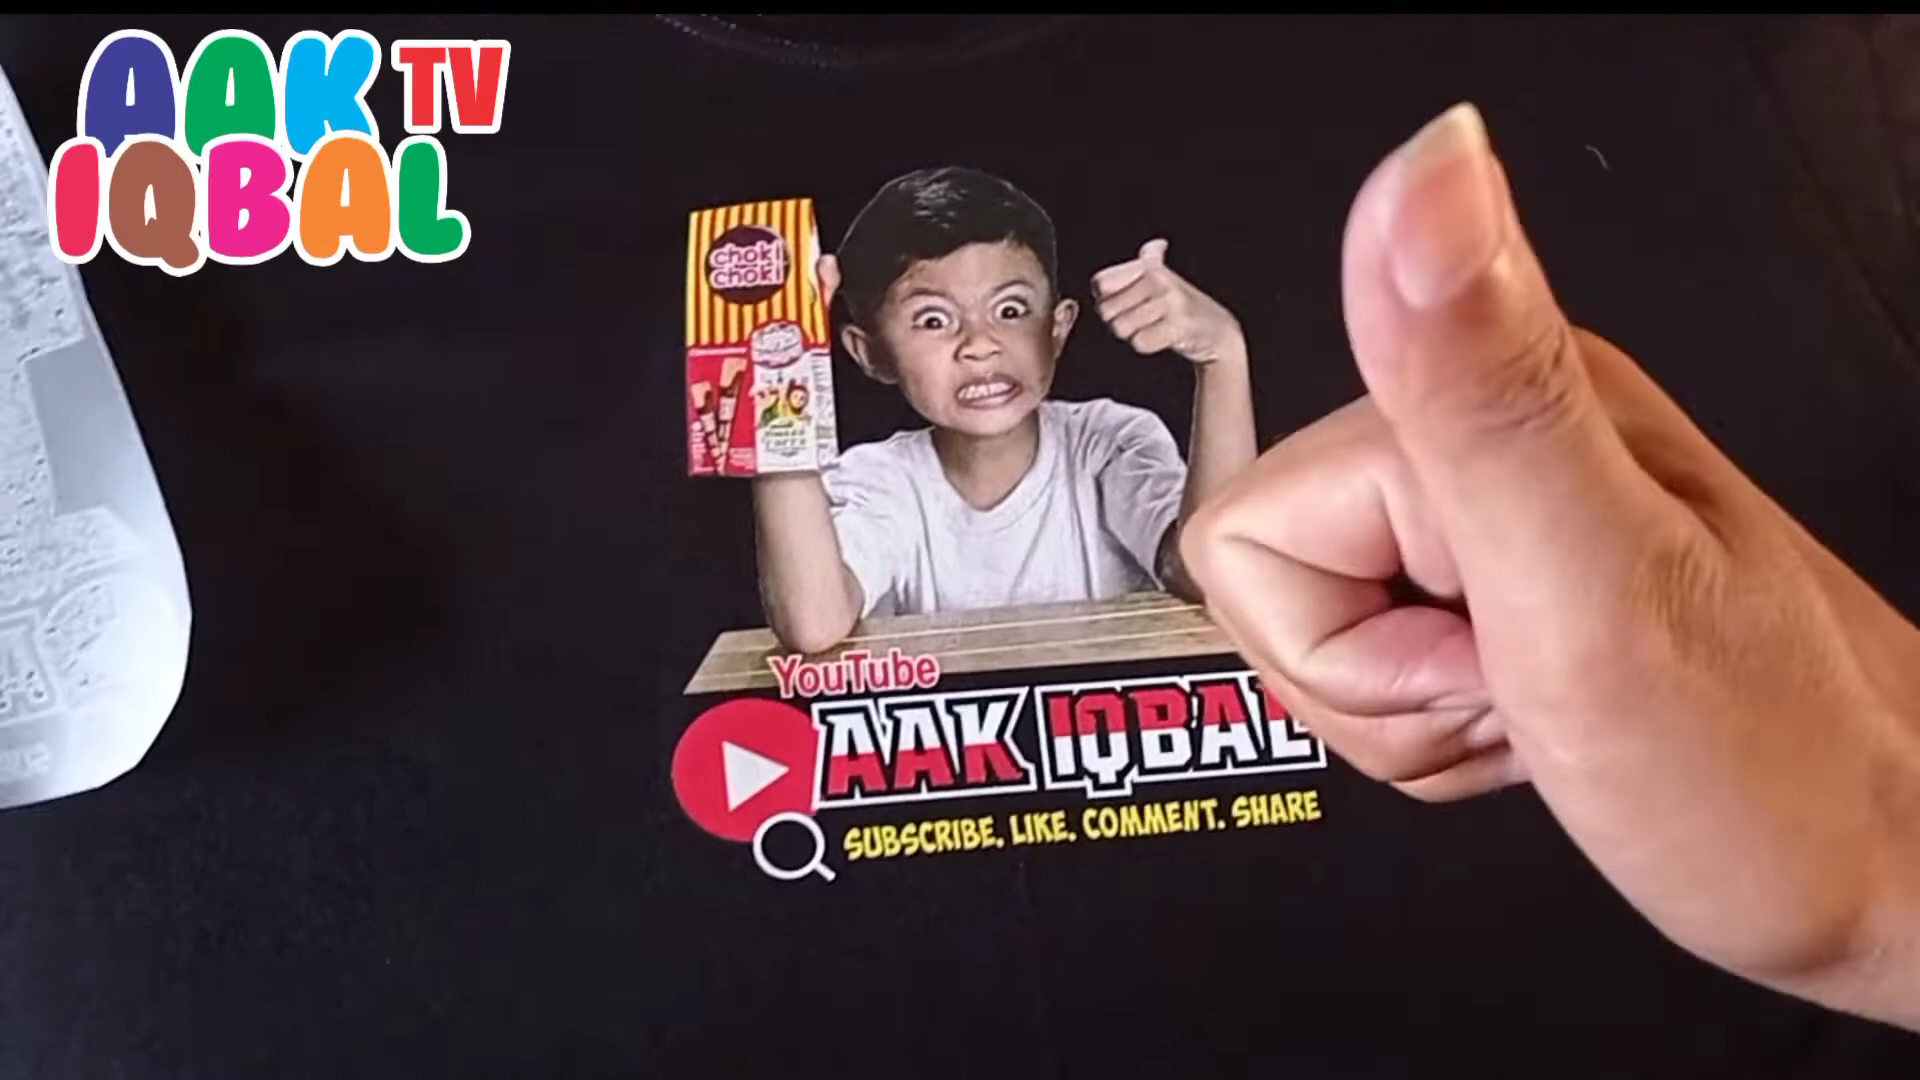 AAK TV
IQBAL
choki
choki
YouTube
AAK IQBAL
SUBSCRIBE. LIKE. COMMENT. SHARE